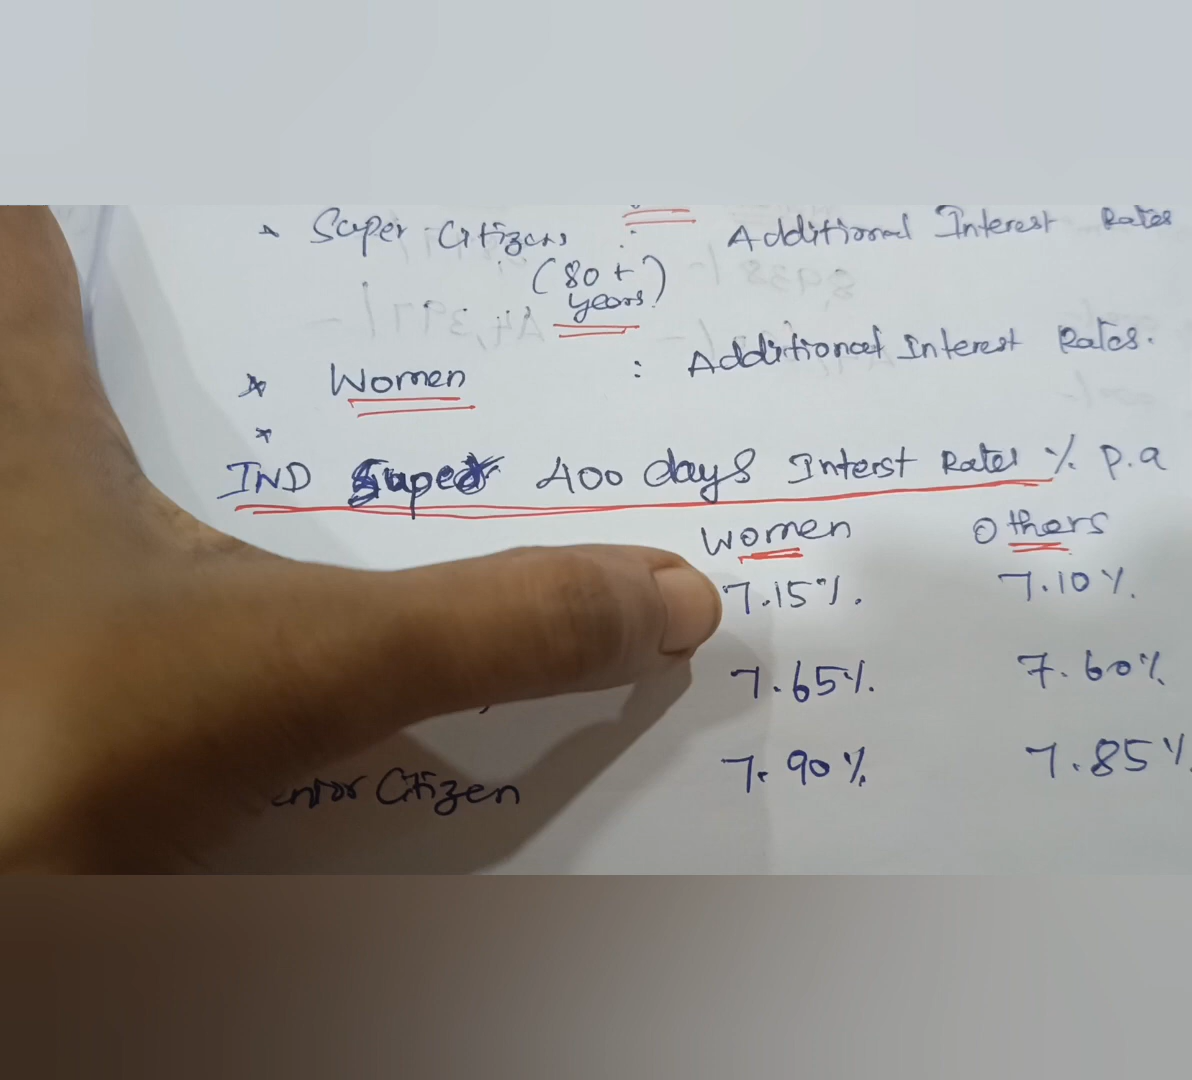 * Super Citizens : Additional Interest Rates
(80+
years)
* Women : Additional Interest Rates.
*
IND Super 400 days Interst Rates % p.a
Women Others
7.15%. 7.10%.
7.65%. 7.60%
Citizen 7.90% 7.85%